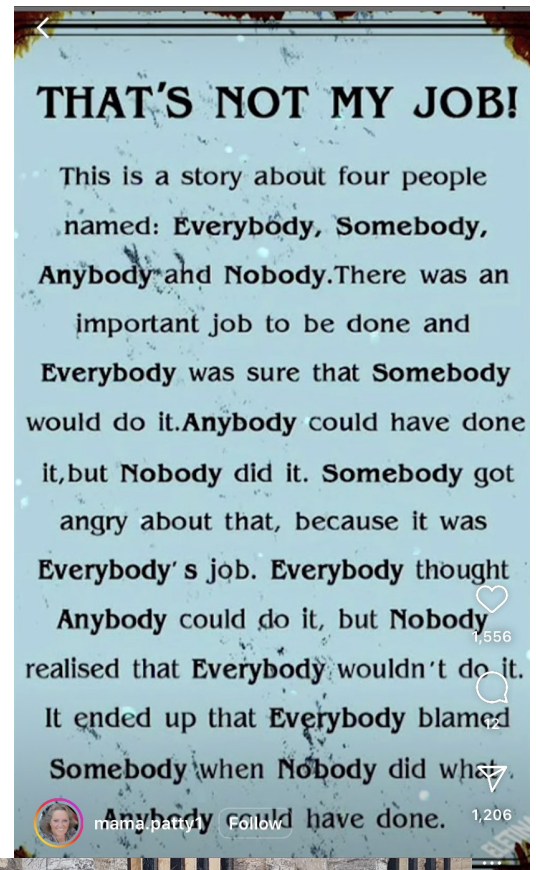 THAT'S NOT MY JOB!
This is a story about four people
named: Everybody, Somebody,
Anybody and Nobody.There was an
important job to be done and
Everybody was sure that Somebody
would do it.Anybody could have done
it,but Nobody did it. Somebody got
angry about that, because it was
Everybody's job. Everybody thought
Anybody could do it, but Nobody
1,556
realised that Everybody wouldn't do it.
It ended up that Everybody blamed
12
Somebody when Nobody did what
Anybody could have done.
1,206
mama.patty1 Follow